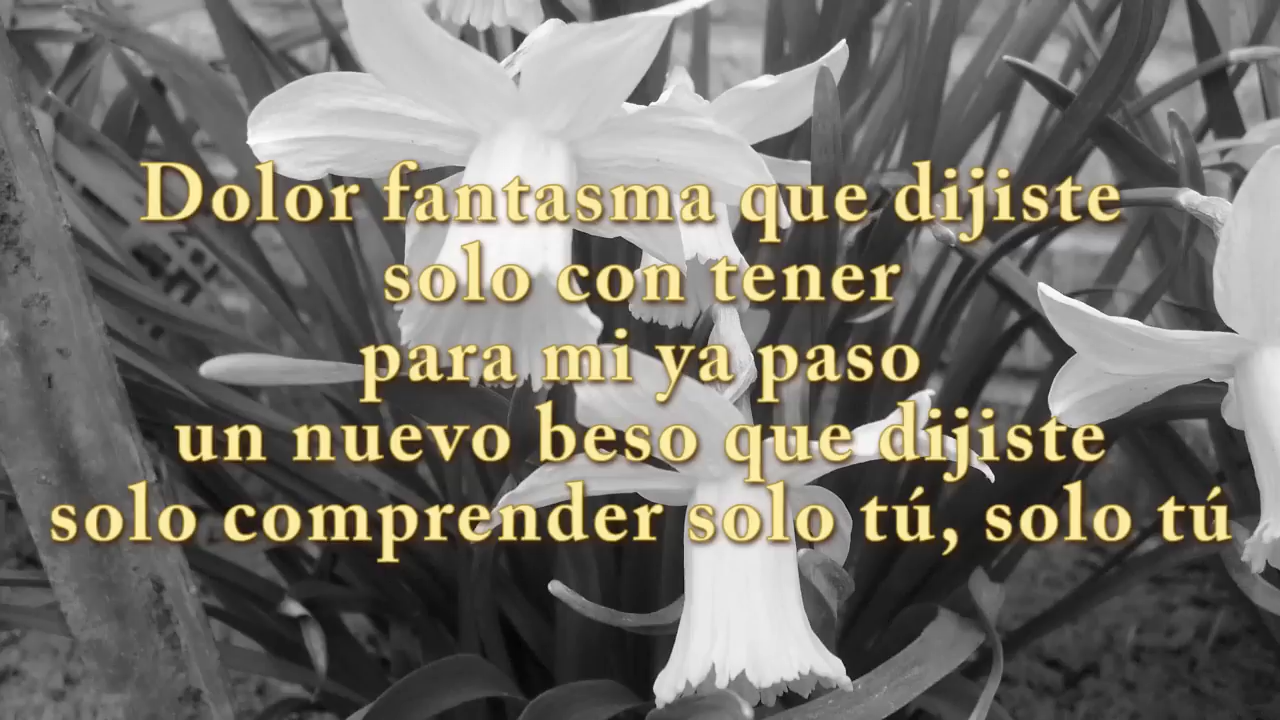 Dolor fantasma que dijiste
solo con tener
para mi ya paso
un nuevo beso que dijiste
solo comprender solo tú, solo tú